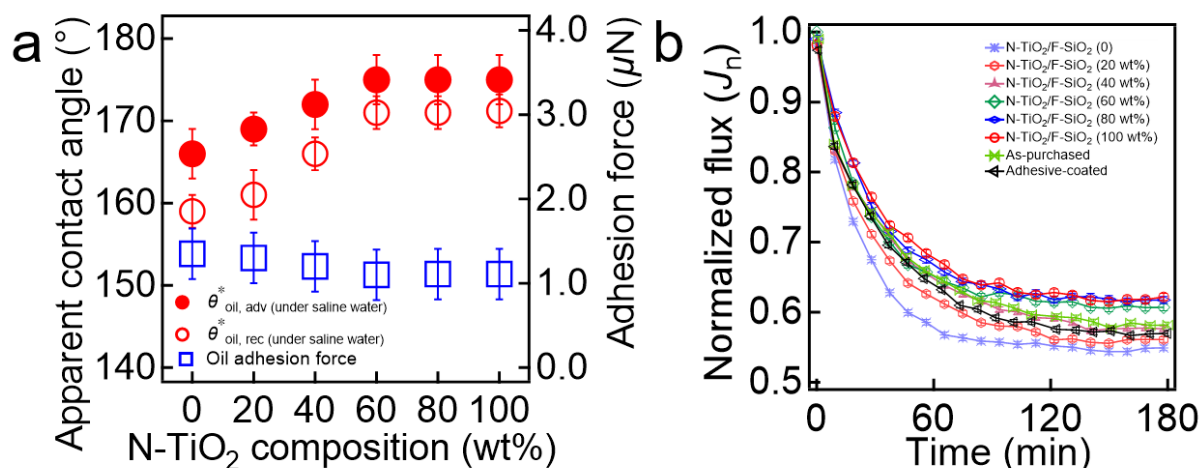 a
Apparent contact angle (°)
180
170
160
150
140
θ*oil, adv (under saline water)
θ*oil, rec (under saline water)
Oil adhesion force
4.0
3.0
2.0
1.0
0.0
Adhesion force (μN)
0 20 40 60 80 100
N-TiO2 composition (wt%)
b
Normalized flux (Jn)
1.0
0.9
0.8
0.7
0.6
0.5
N-TiO2/F-SiO2 (0)
N-TiO2/F-SiO2 (20 wt%)
N-TiO2/F-SiO2 (40 wt%)
N-TiO2/F-SiO2 (60 wt%)
N-TiO2/F-SiO2 (80 wt%)
N-TiO2/F-SiO2 (100 wt%)
As-purchased
Adhesive-coated
0 60 120 180
Time (min)